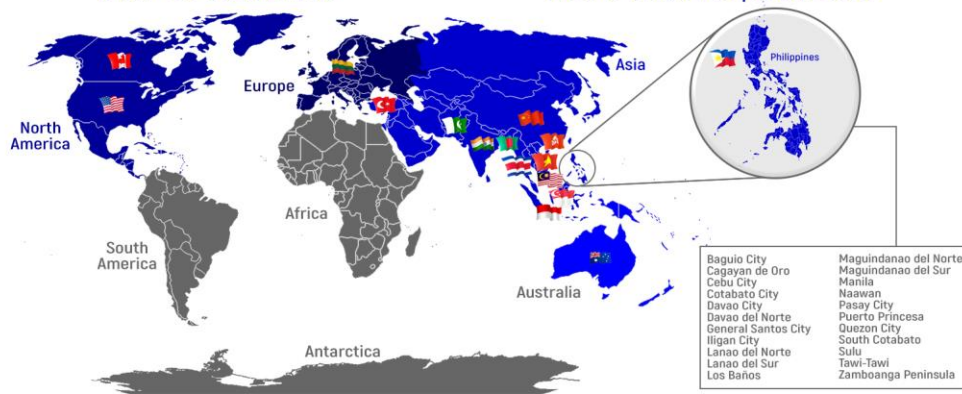 Asia
Philippines
Europe
North
America
Africa
South
America
Australia
Antarctica
Baguio City
Cagayan de Oro
Cebu City
Cotabato City
Davao City
Davao del Norte
General Santos City
Iligan City
Lanao del Norte
Lanao del Sur
Los Baños
Maguindanao del Norte
Maguindanao del Sur
Manila
Naawan
Pasay City
Puerto Princesa
Quezon City
South Cotabato
Sulu
Tawi-Tawi
Zamboanga Peninsula